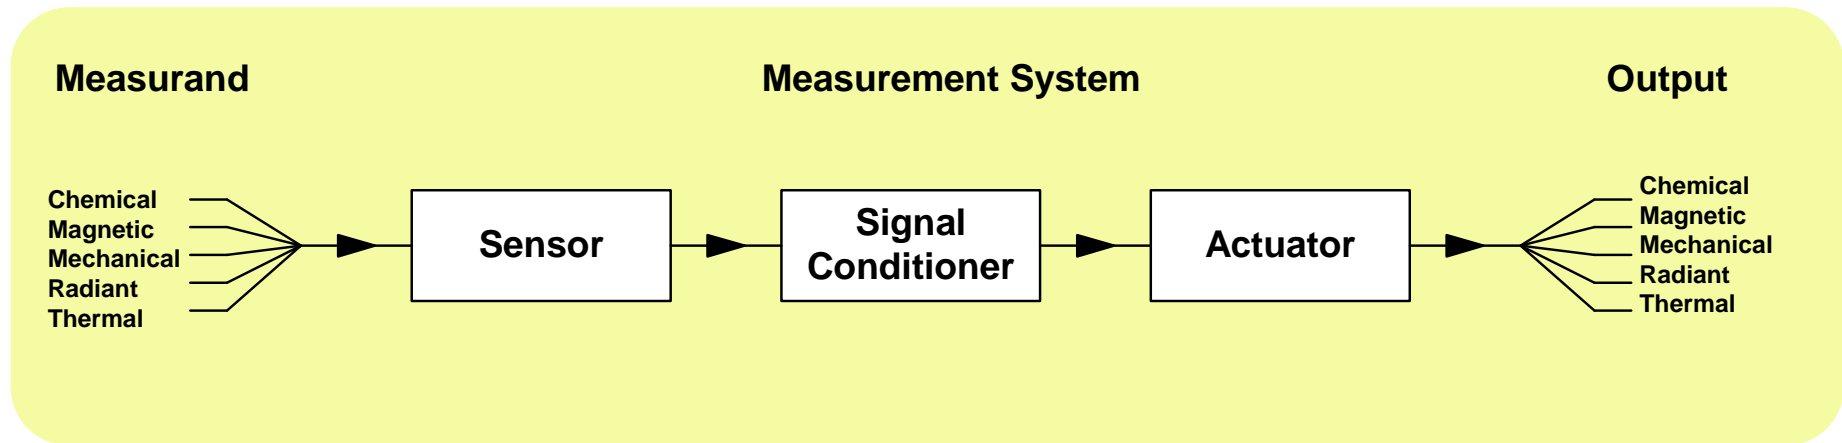 Measurand
Measurement System
Output
Chemical
Magnetic
Mechanical
Radiant
Thermal
Sensor
Signal
Conditioner
Actuator
Chemical
Magnetic
Mechanical
Radiant
Thermal